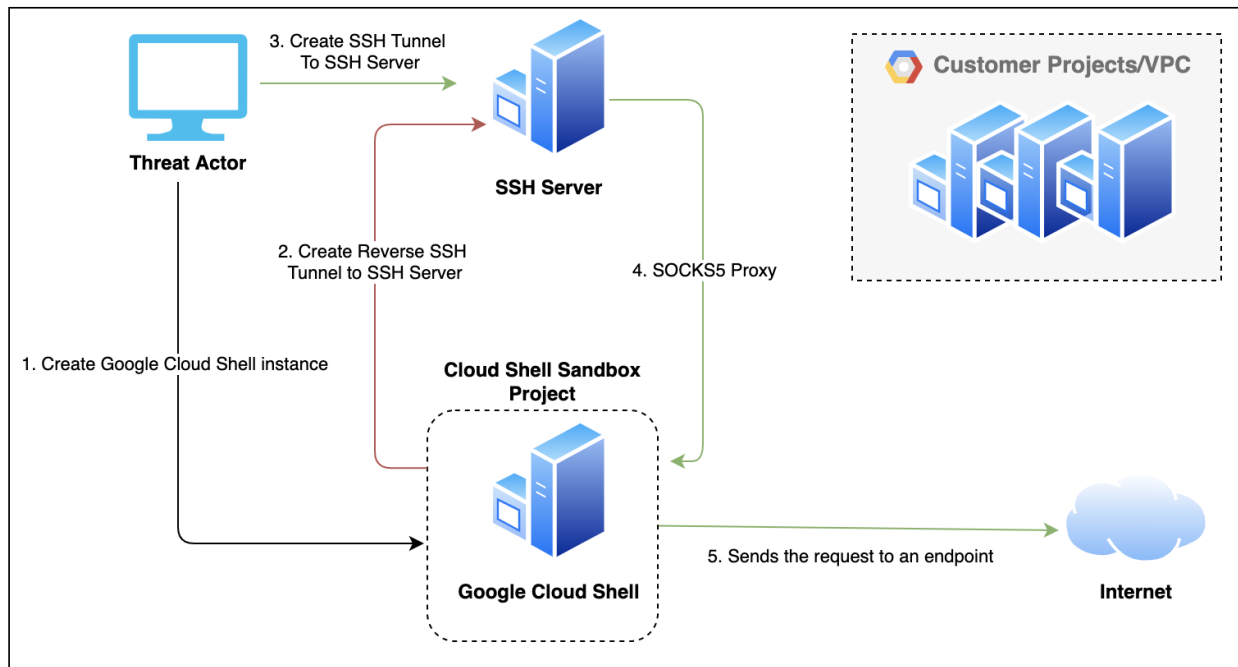 3. Create SSH Tunnel
To SSH Server
Customer Projects/VPC
Threat Actor
SSH Server
2. Create Reverse SSH
Tunnel to SSH Server
4. SOCKS5 Proxy
1. Create Google Cloud Shell instance
Cloud Shell Sandbox
Project
5. Sends the request to an endpoint
Google Cloud Shell
Internet